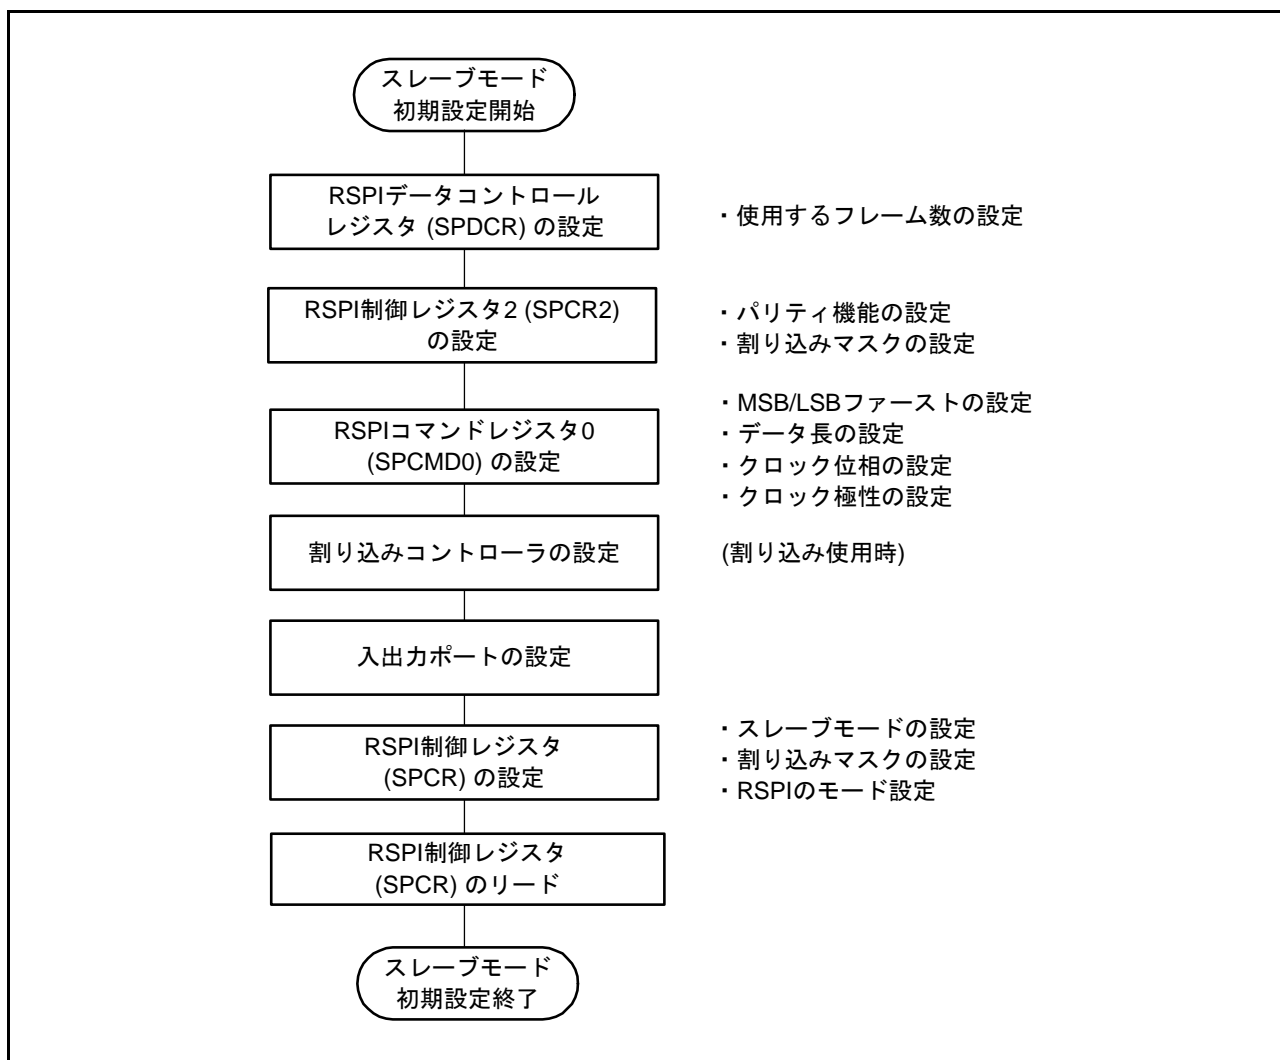 スレーブモード
初期設定開始
RSPIデータコントロール
レジスタ (SPDCR) の設定
・使用するフレーム数の設定
RSPI制御レジスタ2 (SPCR2)
の設定
・パリティ機能の設定
・割り込みマスクの設定
RSPIコマンドレジスタ0
(SPCMD0) の設定
・MSB/LSBファーストの設定
・データ長の設定
・クロック位相の設定
・クロック極性の設定
割り込みコントローラの設定
(割り込み使用時)
入出力ポートの設定
RSPI制御レジスタ
(SPCR) の設定
・スレーブモードの設定
・割り込みマスクの設定
・RSPIのモード設定
RSPI制御レジスタ
(SPCR) のリード
スレーブモード
初期設定終了